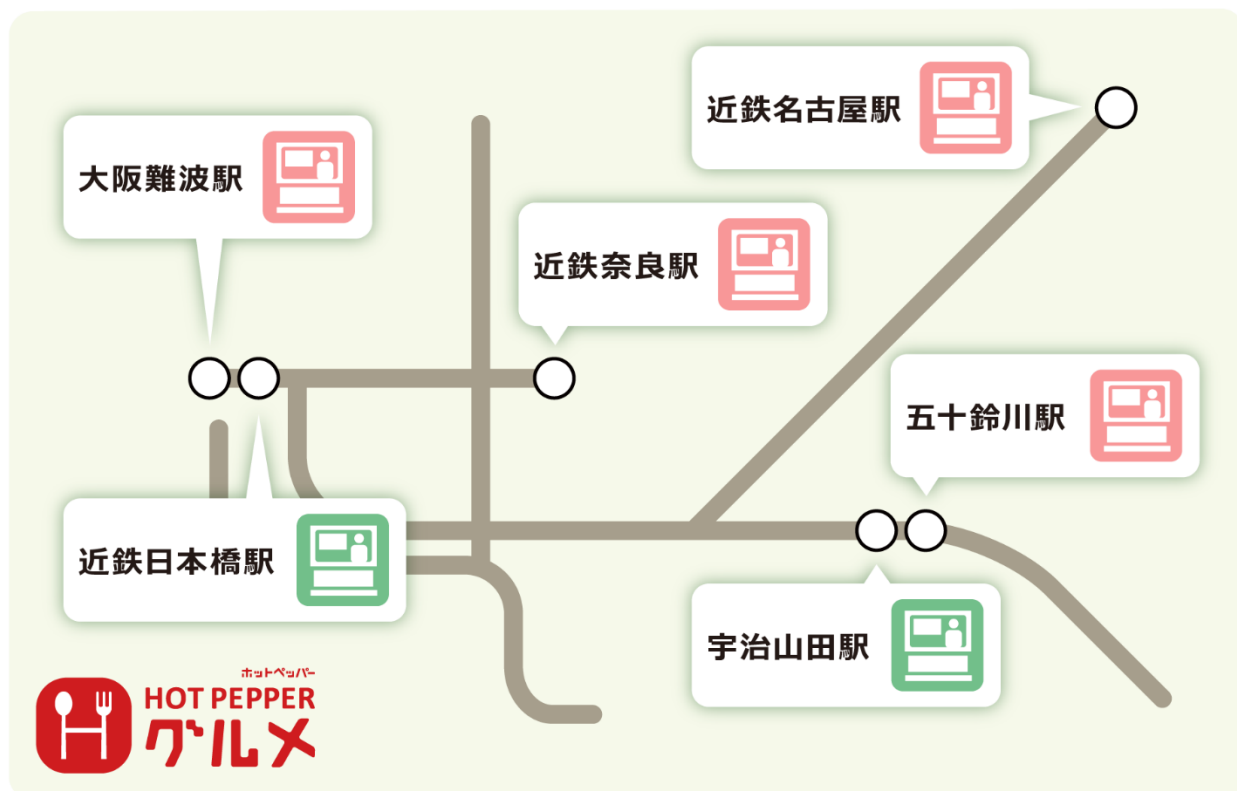 近鉄名古屋駅
大阪難波駅
近鉄奈良駅
五十鈴川駅
近鉄日本橋駅
宇治山田駅
ホットペッパー
HOT PEPPER
グルメ